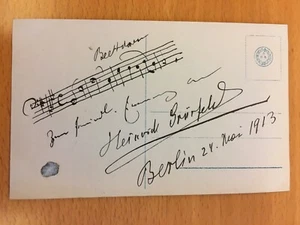 "Beethoven
Zur freundl. Erinnerung an
Heinrich Grünfeld
Berlin 24. Mai 1913